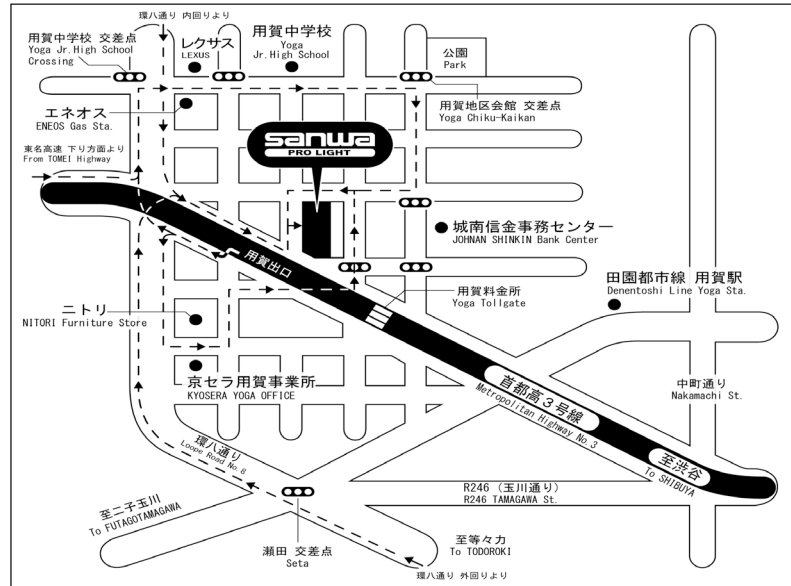 環八通り 内回りより
用賀中学校 交差点
Yoga Jr.High School
Crossing
レクサス
LEXUS
用賀中学校
Yoga
Jr.High School
公園
Park
エネオス
ENEOS Gas Sta.
用賀地区会館 交差点
Yoga Chiku-Kaikan
sanwa
PRO LIGHT
東名高速 下り方面より
From TOMEI Highway
城南信金事務センター
JOHNAN SHINKIN Bank Center
用賀出口
用賀料金所
Yoga Tollgate
田園都市線 用賀駅
Denentoshi Line Yoga Sta.
ニトリ
NITORI Furniture Store
京セラ用賀事業所
KYOSERA YOGA OFFICE
首都高3号線
Metropolitan Highway No 3
中町通り
Nakamachi St.
環八通り
Loope Road No.8
至渋谷
To SHIBUYA
R246 (玉川通り)
R246 TAMAGAWA St.
至二子玉川
To FUTAGOTAMAGAWA
瀬田 交差点
Seta
至等々力
To TODOROKI
環八通り 外回りより